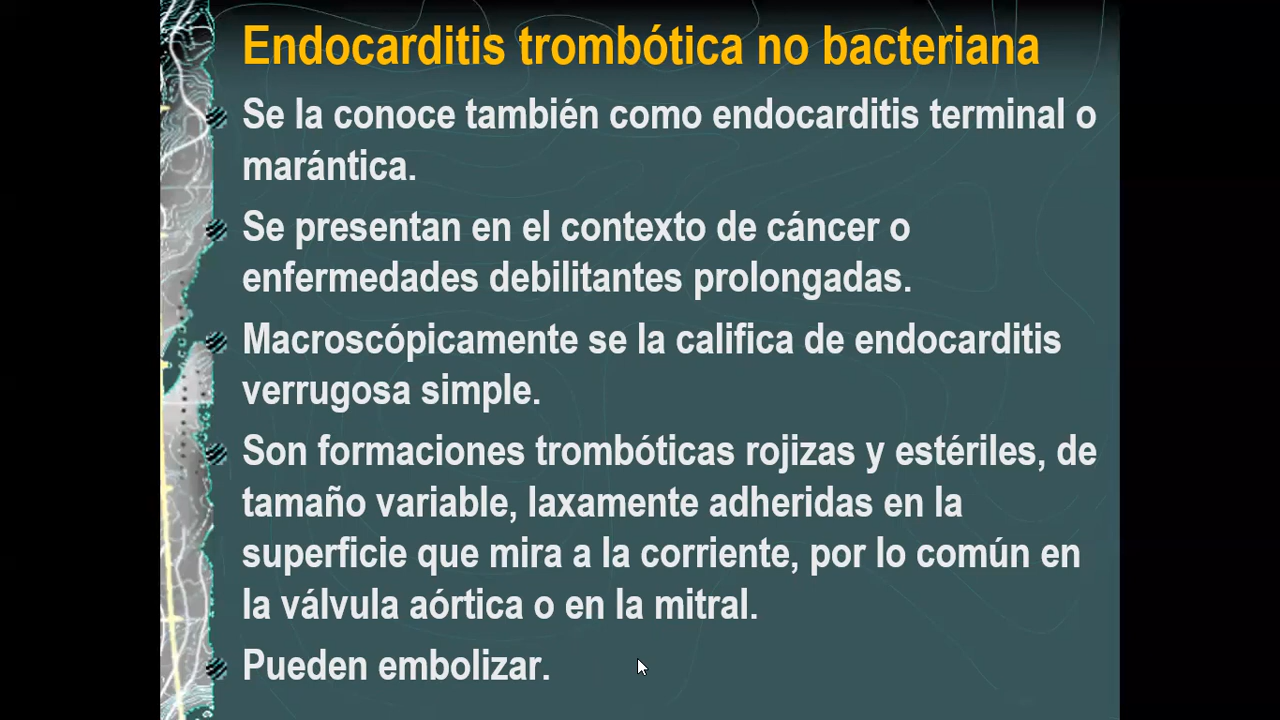 Endocarditis trombótica no bacteriana
Se la conoce también como endocarditis terminal o
marántica.
Se presentan en el contexto de cáncer o
enfermedades debilitantes prolongadas.
Macroscópicamente se la califica de endocarditis
verrugosa simple.
Son formaciones trombóticas rojizas y estériles, de
tamaño variable, laxamente adheridas en la
superficie que mira a la corriente, por lo común en
la válvula aórtica o en la mitral.
Pueden embolizar.